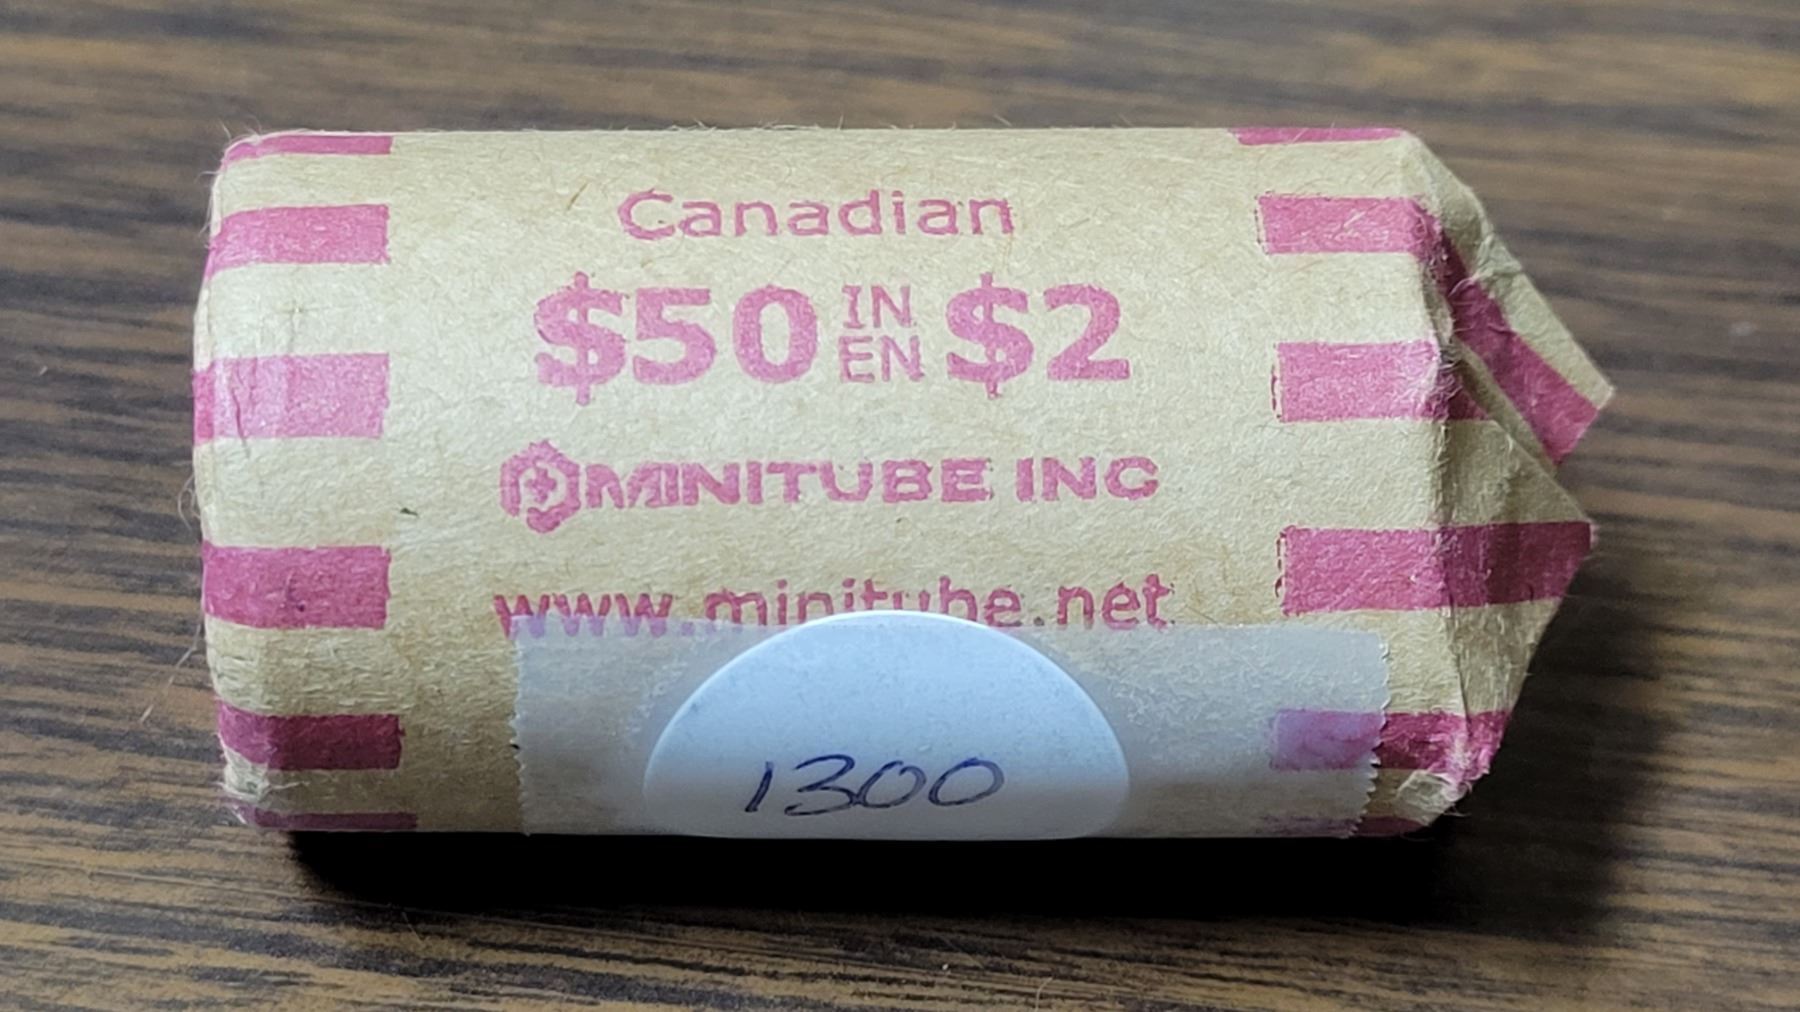 Canadian
$50 IN EN $2
MINITUBE INC
www.minitube.net
1300